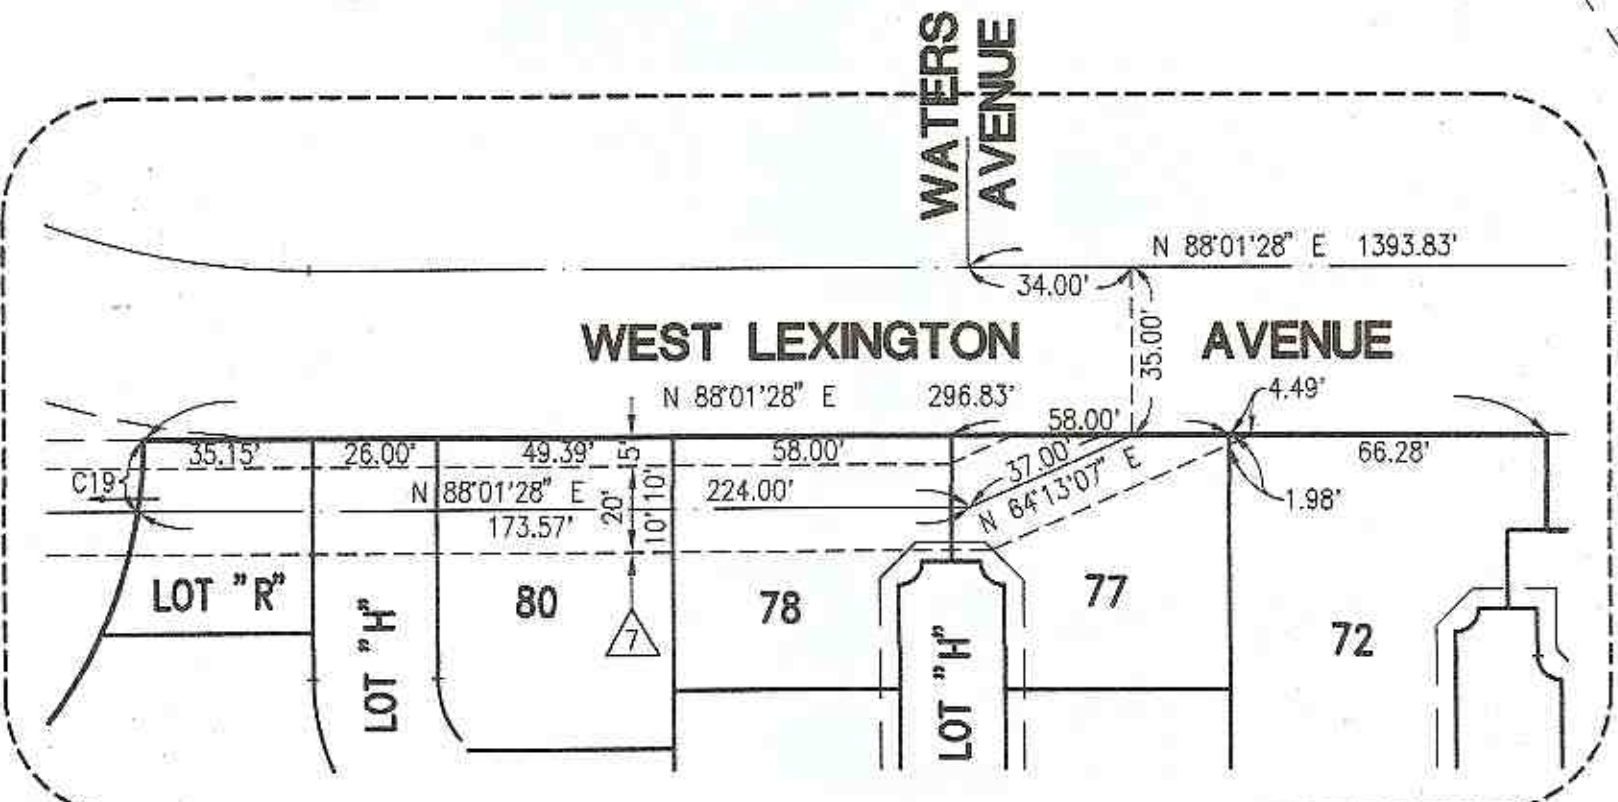 WATERS
AVENUE
N 88°01'28" E 1393.83'
34.00'
35.00'
WEST LEXINGTON AVENUE
4.49'
N 88°01'28" E 296.83'
58.00'
35.15'
26.00'
49.39'
5'
58.00'
37.00'
66.28'
C19
N 88°01'28" E 224.00'
N 64°13'07" E
1.98'
173.57'
20'
10'
10'
LOT "R"
LOT "H"
80
7
78
LOT "H"
77
72